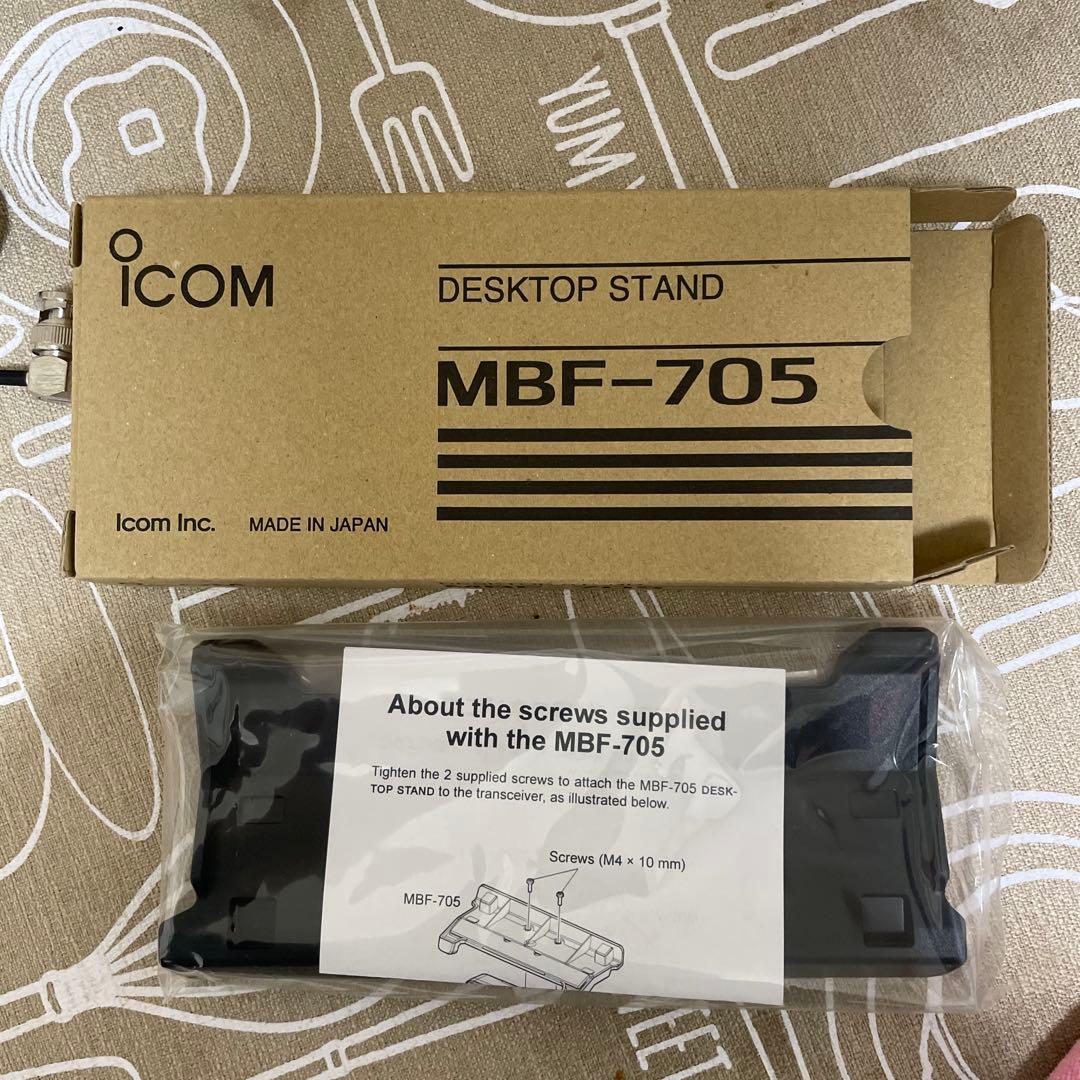 YUM
ICOM
DESKTOP STAND
MBF-705
Icom Inc. MADE IN JAPAN
About the screws supplied
with the MBF-705
Tighten the 2 supplied screws to attach the MBF-705 DESK-
TOP STAND to the transceiver, as illustrated below.
Screws (M4 × 10 mm)
MBF-705